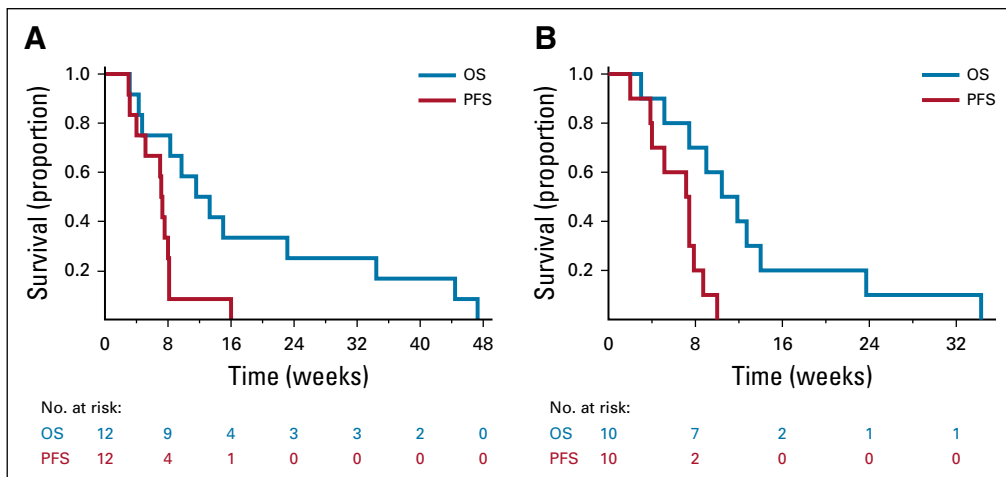 A
Survival (proportion)
1.0
0.8
0.6
0.4
0.2
OS
PFS
0 8 16 24 32 40 48
Time (weeks)
No. at risk:
OS 12 9 4 3 3 2 0
PFS 12 4 1 0 0 0 0
B
Survival (proportion)
1.0
0.8
0.6
0.4
0.2
OS
PFS
0 8 16 24 32
Time (weeks)
No. at risk:
OS 10 7 2 1 1
PFS 10 2 0 0 0